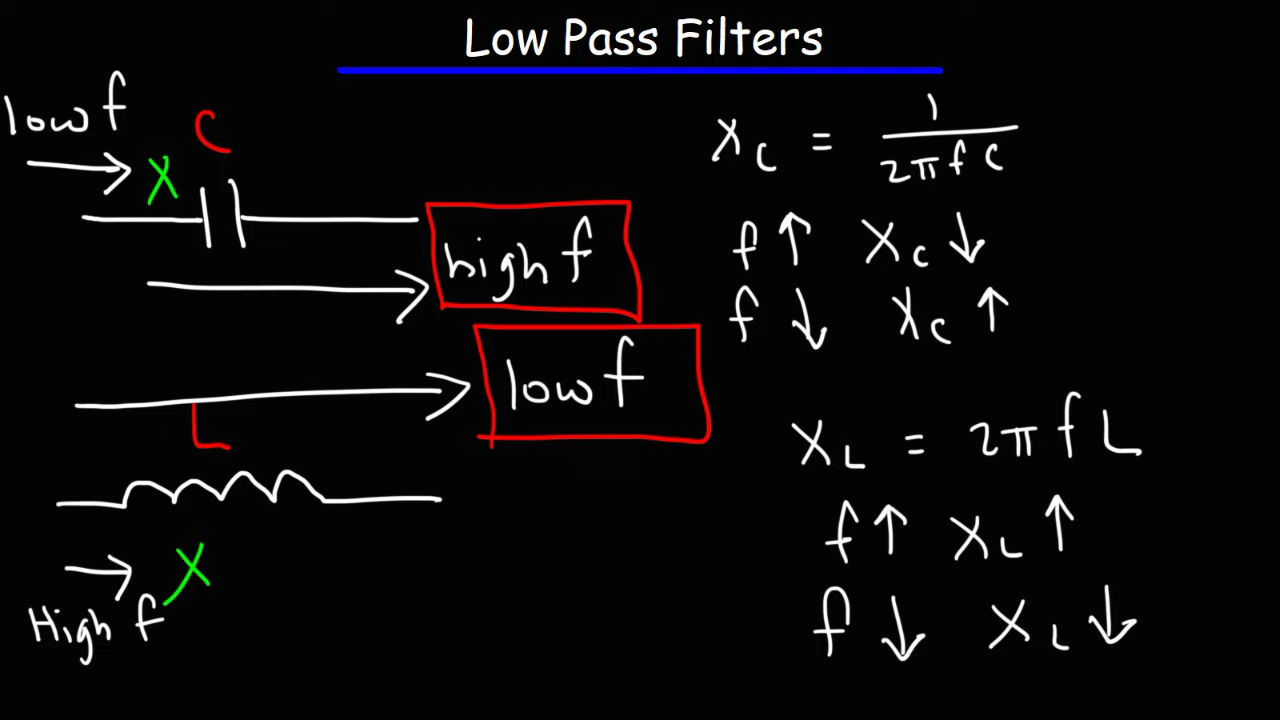 Low Pass Filters
low f
X C
high f
low f
L
X
High f
X_C = 1 / 2πfC
f ↑ X_C ↓
f ↓ X_C ↑
X_L = 2πfL
f ↑ X_L ↑
f ↓ X_L ↓